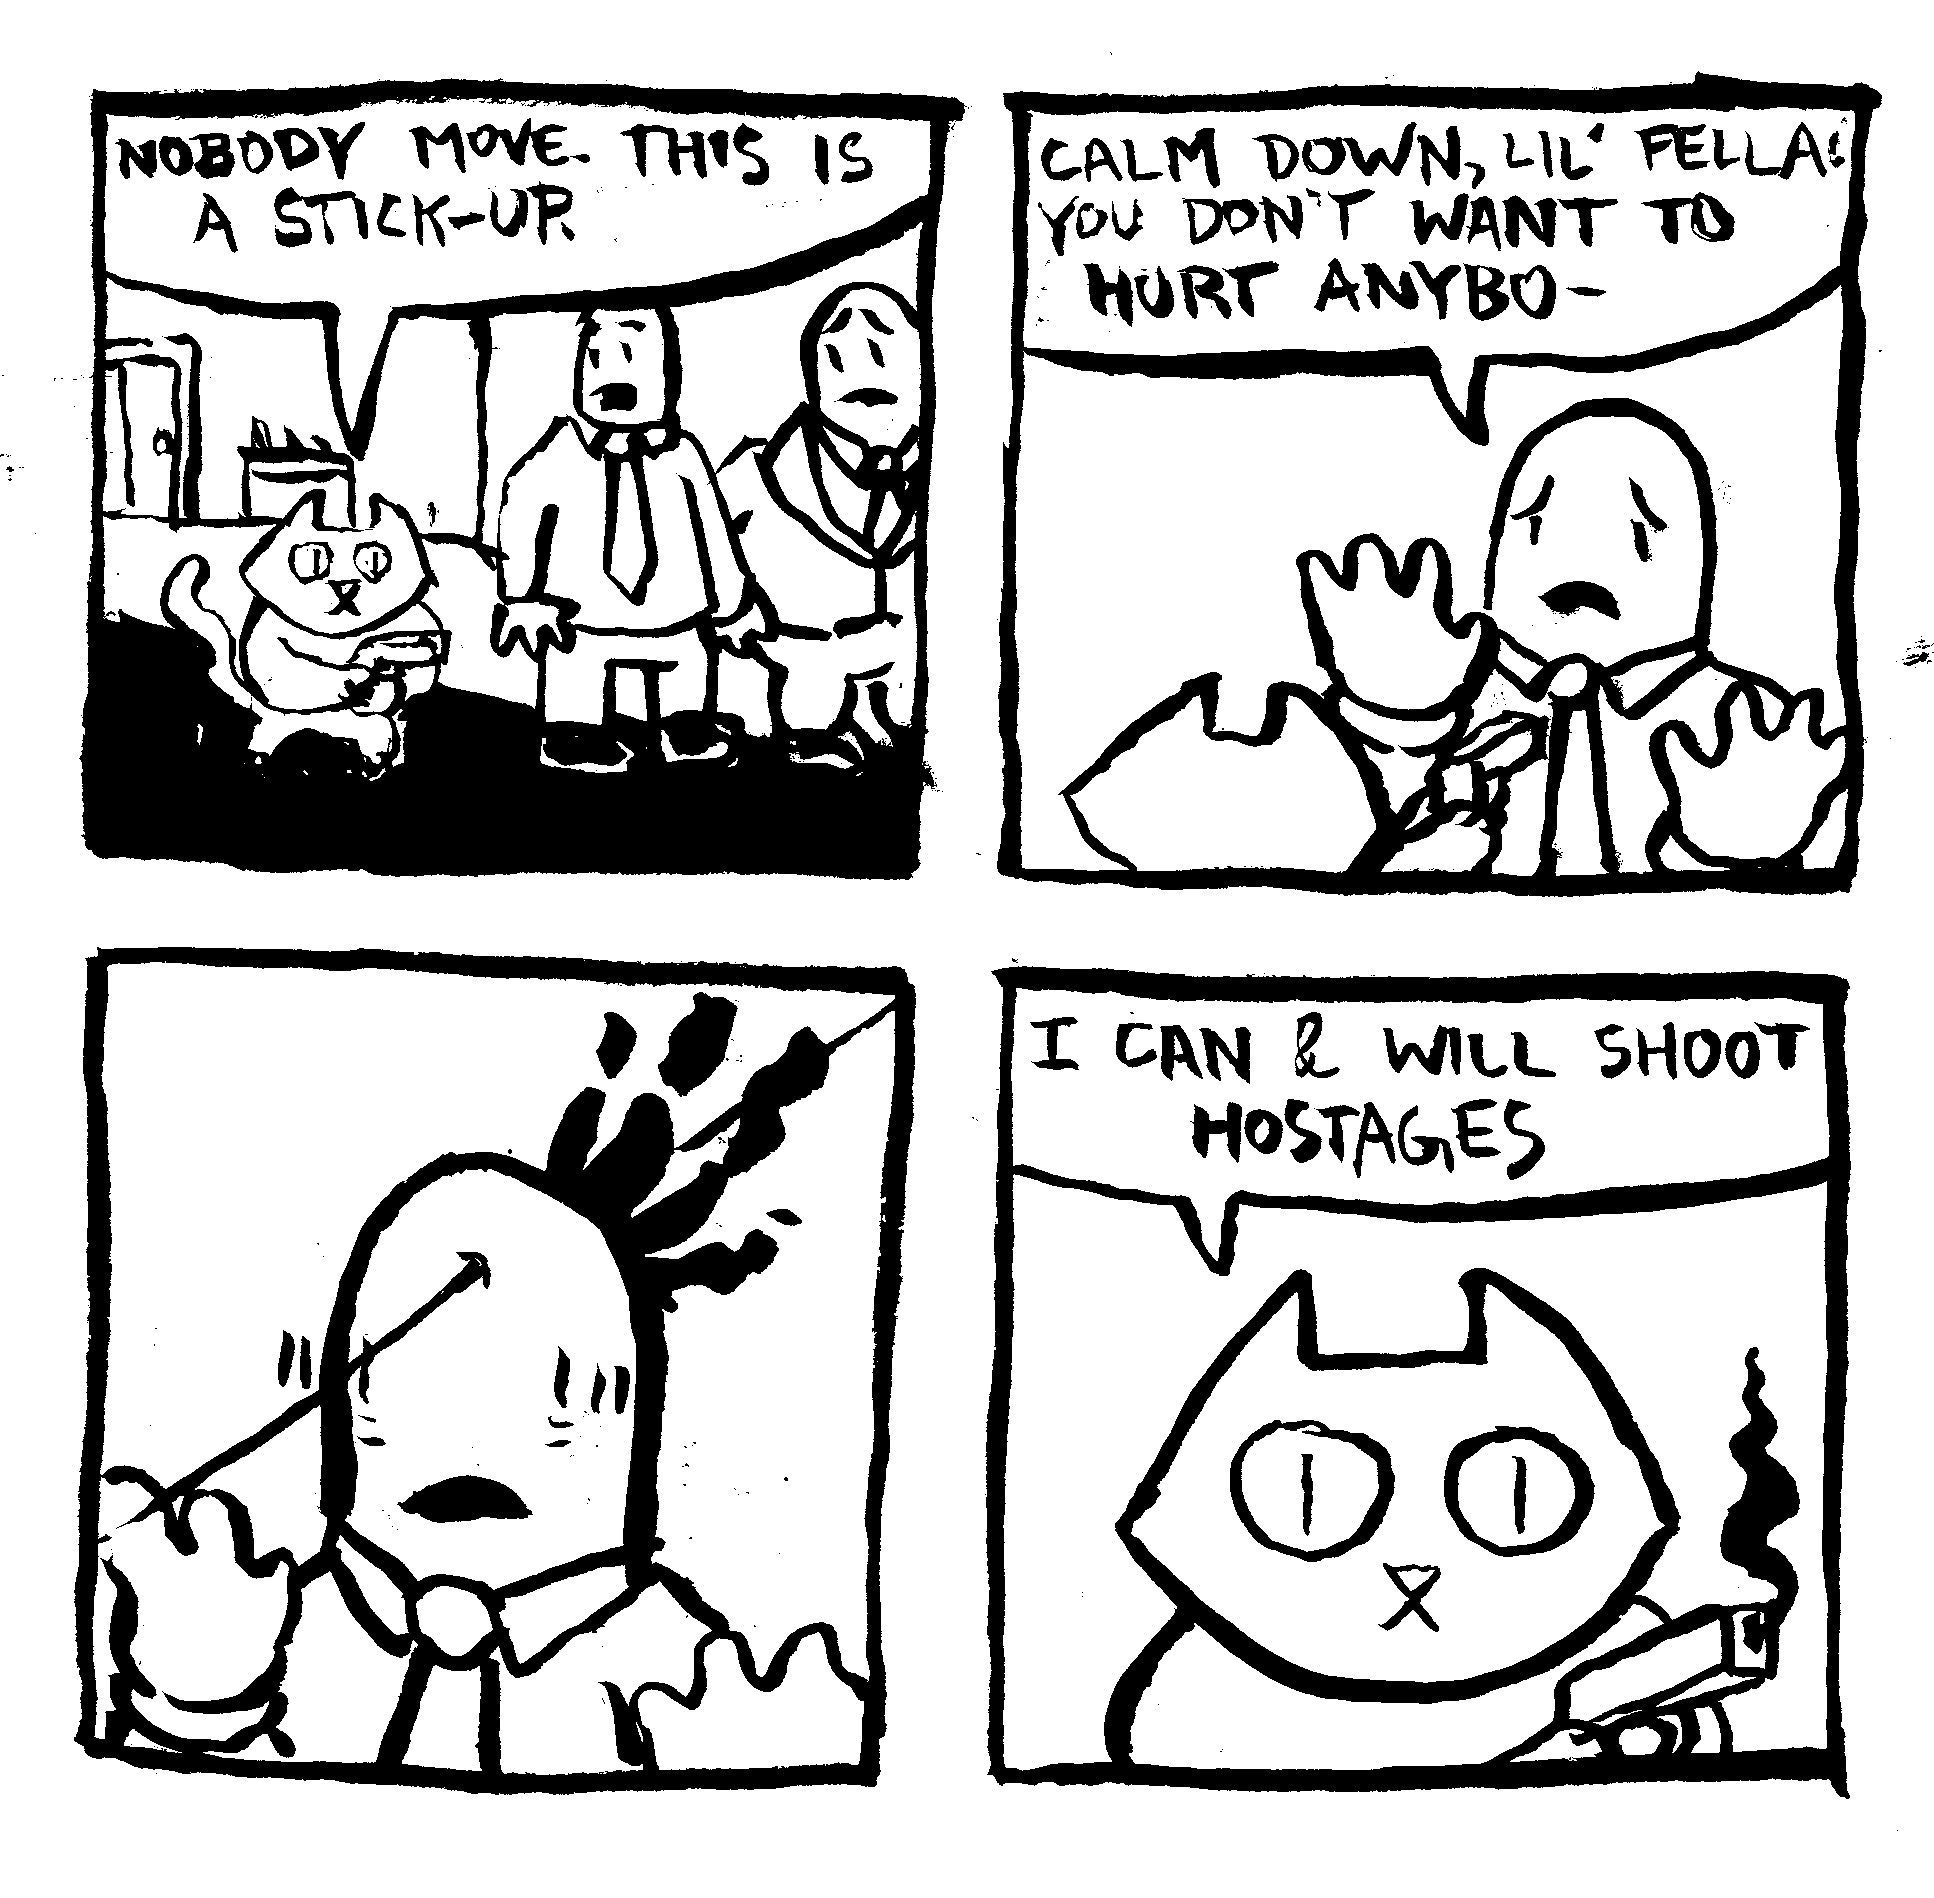 NOBODY MOVE. THIS IS
A STICK-UP.
CALM DOWN, LIL' FELLA!
YOU DON'T WANT TO
HURT ANYBO-
I CAN & WILL SHOOT
HOSTAGES